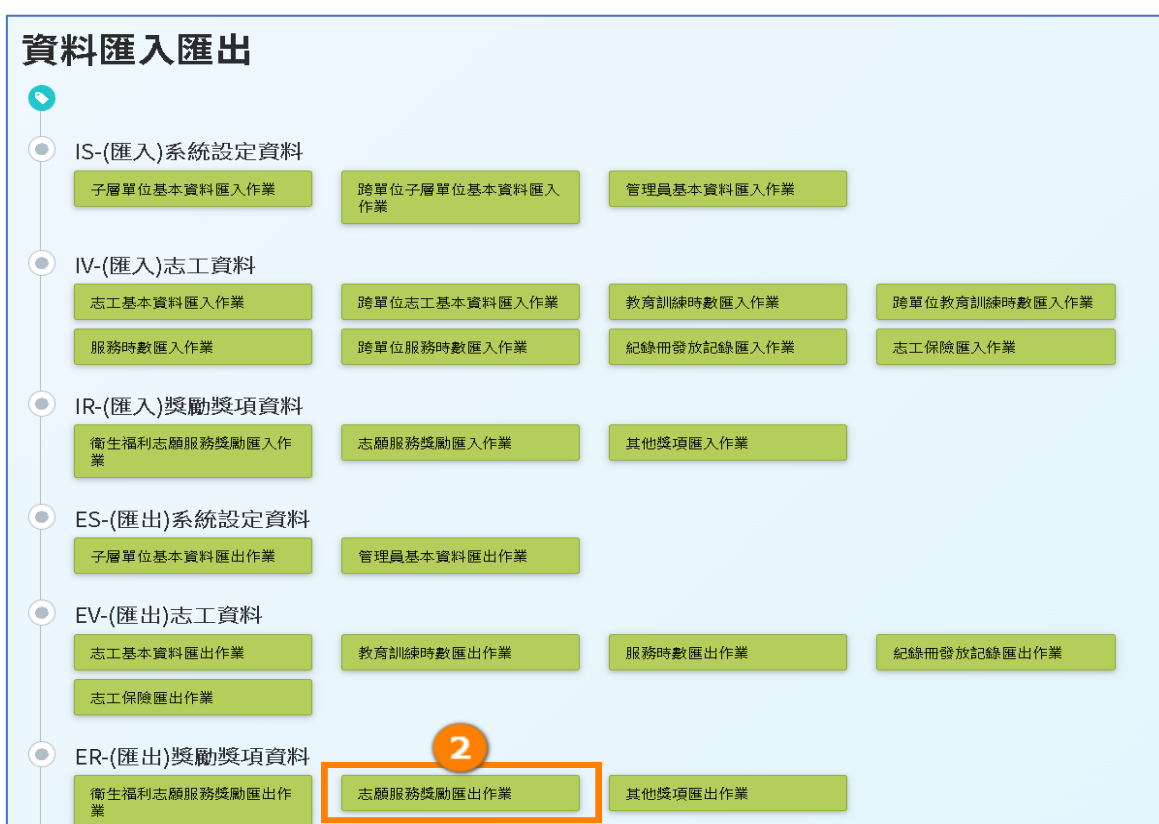 資料匯入匯出
IS-(匯入)系統設定資料
子層單位基本資料匯入作業
跨單位子層單位基本資料匯入
作業
管理員基本資料匯入作業
IV-(匯入)志工資料
志工基本資料匯入作業
跨單位志工基本資料匯入作業
教育訓練時數匯入作業
跨單位教育訓練時數匯入作業
服務時數匯入作業
跨單位服務時數匯入作業
紀錄冊發放記錄匯入作業
志工保險匯入作業
IR-(匯入)獎勵獎項資料
衛生福利志願服務獎勵匯入作
業
志願服務獎勵匯入作業
其他獎項匯入作業
ES-(匯出)系統設定資料
子層單位基本資料匯出作業
管理員基本資料匯出作業
EV-(匯出)志工資料
志工基本資料匯出作業
教育訓練時數匯出作業
服務時數匯出作業
紀錄冊發放記錄匯出作業
志工保險匯出作業
ER-(匯出)獎勵獎項資料
2
衛生福利志願服務獎勵匯出作
業
志願服務獎勵匯出作業
其他獎項匯出作業